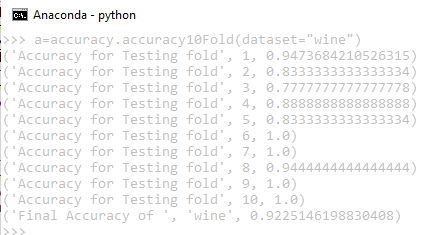 Anaconda - python
>>> a=accuracy.accuracy10Fold(dataset="wine")
('Accuracy for Testing fold', 1, 0.9473684210526315)
('Accuracy for Testing fold', 2, 0.8333333333333334)
('Accuracy for Testing fold', 3, 0.7777777777777778)
('Accuracy for Testing fold', 4, 0.8888888888888888)
('Accuracy for Testing fold', 5, 0.8333333333333334)
('Accuracy for Testing fold', 6, 1.0)
('Accuracy for Testing fold', 7, 1.0)
('Accuracy for Testing fold', 8, 0.9444444444444444)
('Accuracy for Testing fold', 9, 1.0)
('Accuracy for Testing fold', 10, 1.0)
('Final Accuracy of ', 'wine', 0.9225146198830408)
>>>